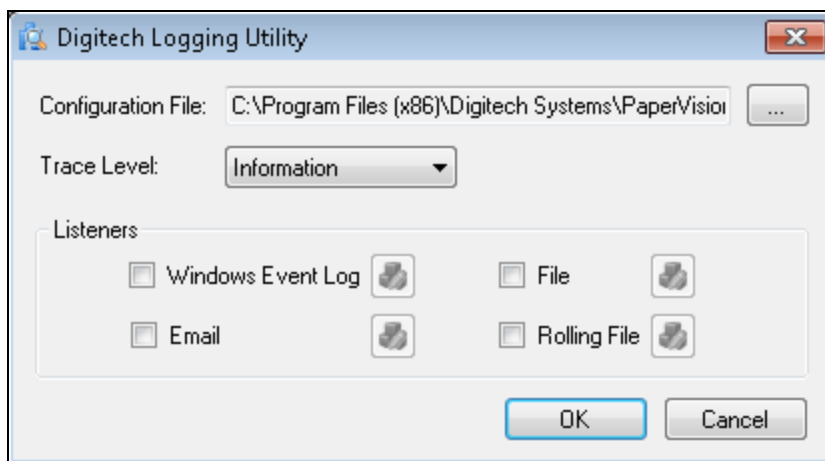 Digitech Logging Utility
Configuration File: C:\Program Files (x86)\Digitech Systems\PaperVision ...
Trace Level: Information
Listeners
Windows Event Log File
Email Rolling File
OK Cancel